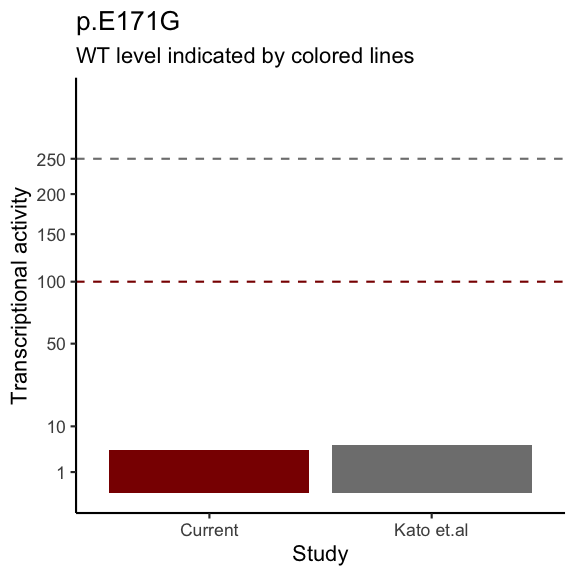 p.E171G
WT level indicated by colored lines
Transcriptional activity
250
200
150
100
50
10
1
Current
Kato et.al
Study